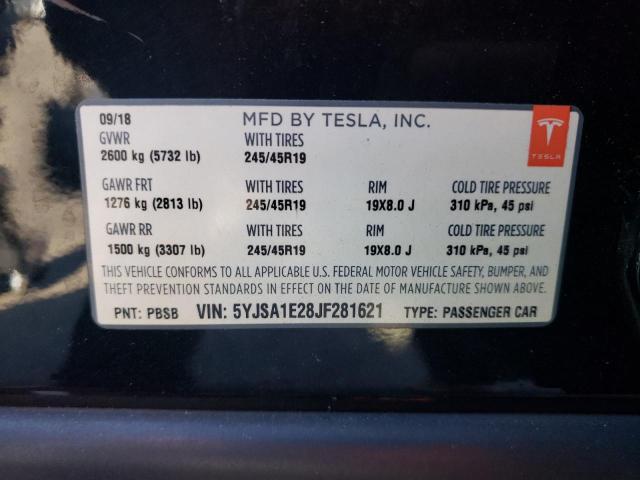 09/18 MFD BY TESLA, INC.
GVWR WITH TIRES
2600 kg (5732 lb) 245/45R19
TESLA
GAWR FRT WITH TIRES RIM COLD TIRE PRESSURE
1276 kg (2813 lb) 245/45R19 19X8.0 J 310 kPa, 45 psi
GAWR RR WITH TIRES RIM COLD TIRE PRESSURE
1500 kg (3307 lb) 245/45R19 19X8.0 J 310 kPa, 45 psi
THIS VEHICLE CONFORMS TO ALL APPLICABLE U.S. FEDERAL MOTOR VEHICLE SAFETY, BUMPER, AND
THEFT PREVENTION STANDARDS IN EFFECT ON THE DATE OF MANUFACTURE SHOWN ABOVE.
PNT: PBSB VIN: 5YJSA1E28JF281621 TYPE: PASSENGER CAR